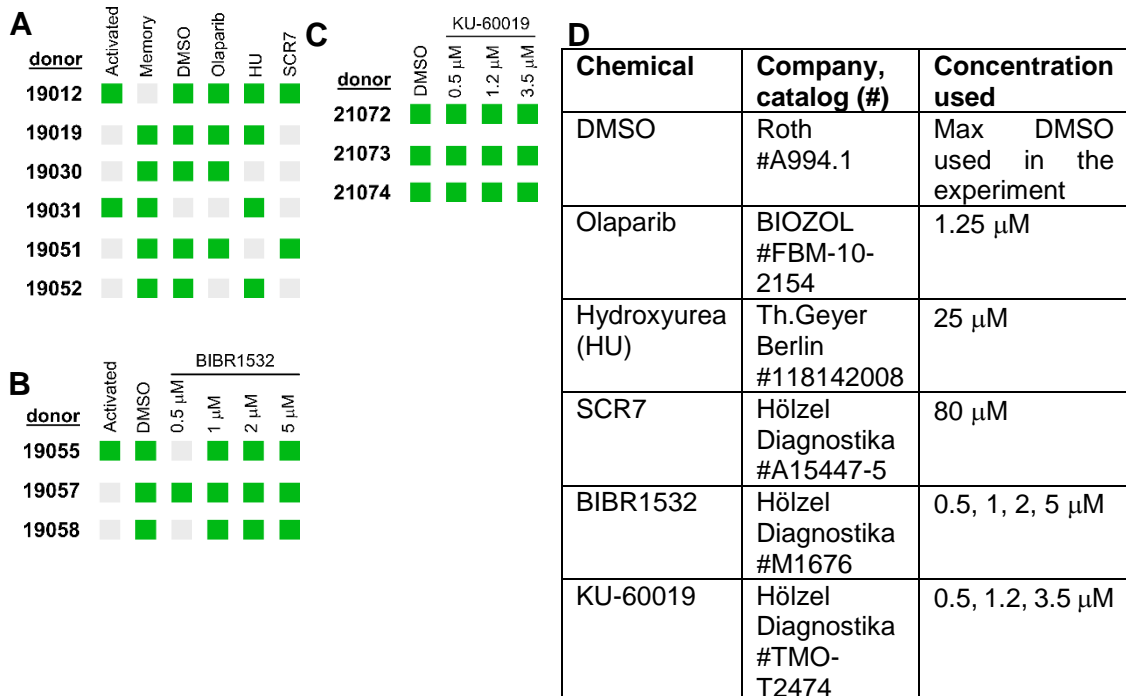 A
donor
Activated
Memory
DMSO
Olaparib
HU
SCR7
19012
19019
19030
19031
19051
19052
B
donor
BIBR1532
Activated
DMSO
0.5 μM
1 μM
2 μM
5 μM
19055
19057
19058
C
donor
KU-60019
DMSO
0.5 μM
1.2 μM
3.5 μM
21072
21073
21074
D
Chemical
Company,
catalog (#)
Concentration
used
DMSO
Roth
#A994.1
Max DMSO
used in the
experiment
Olaparib
BIOZOL
#FBM-10-
2154
1.25 μM
Hydroxyurea
(HU)
Th.Geyer
Berlin
#118142008
25 μM
SCR7
Hölzel
Diagnostika
#A15447-5
80 μM
BIBR1532
Hölzel
Diagnostika
#M1676
0.5, 1, 2, 5 μM
KU-60019
Hölzel
Diagnostika
#TMO-
T2474
0.5, 1.2, 3.5 μM